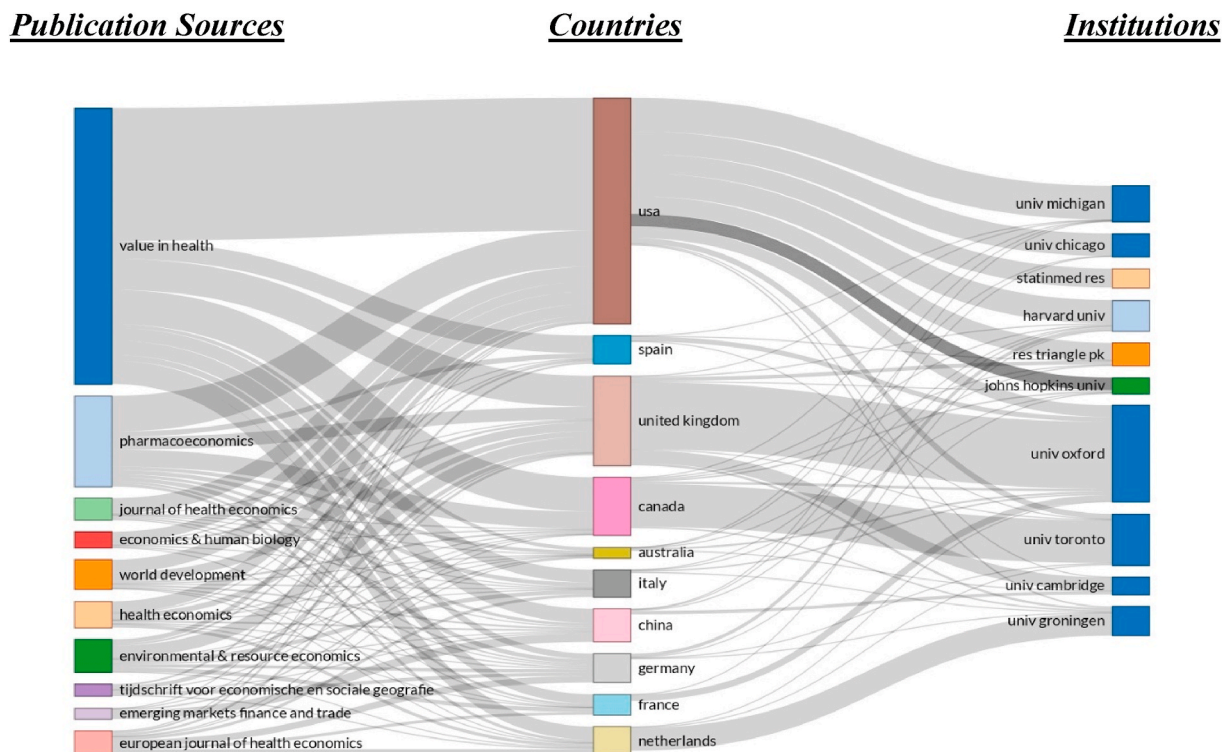 Publication Sources
Countries
Institutions
value in health
pharmacoeconomics
journal of health economics
economics & human biology
world development
health economics
environmental & resource economics
tijdschrift voor economische en sociale geografie
emerging markets finance and trade
european journal of health economics
usa
spain
united kingdom
canada
australia
italy
china
germany
france
netherlands
univ michigan
univ chicago
statinmed res
harvard univ
res triangle pk
johns hopkins univ
univ oxford
univ toronto
univ cambridge
univ groningen